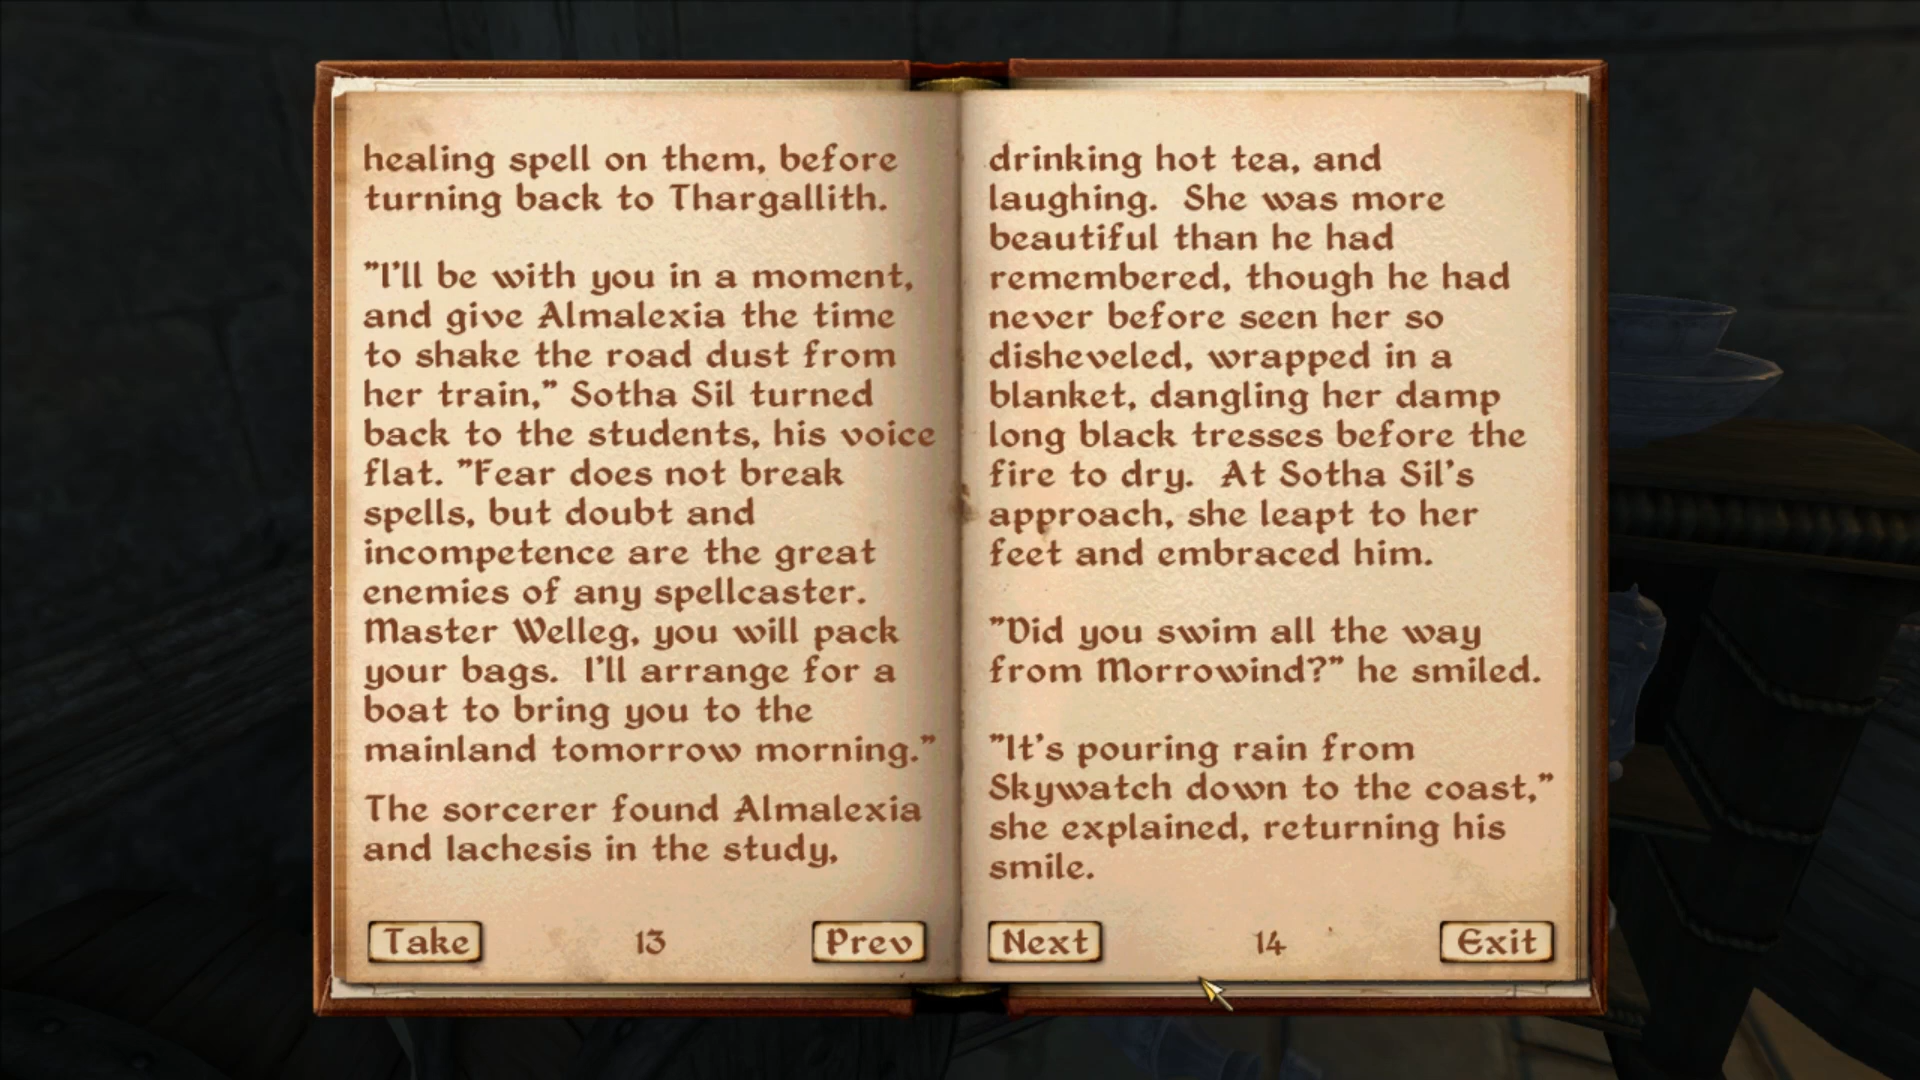 healing spell on them, before
turning back to Thargallith.
"I'll be with you in a moment,
and give Almalexia the time
to shake the road dust from
her train," Sotha Sil turned
back to the students, his voice
flat. "Fear does not break
spells, but doubt and
incompetence are the great
enemies of any spellcaster.
Master Welleg, you will pack
your bags.  I'll arrange for a
boat to bring you to the
mainland tomorrow morning."
The sorcerer found Almalexia
and lachesis in the study,
Take
13
Prev
drinking hot tea, and
laughing.  She was more
beautiful than he had
remembered, though he had
never before seen her so
disheveled, wrapped in a
blanket, dangling her damp
long black tresses before the
fire to dry.  At Sotha Sil's
approach, she leapt to her
feet and embraced him.
"Did you swim all the way
from Morrowind?" he smiled.
"It's pouring rain from
Skywatch down to the coast,"
she explained, returning his
smile.
Next
14
Exit